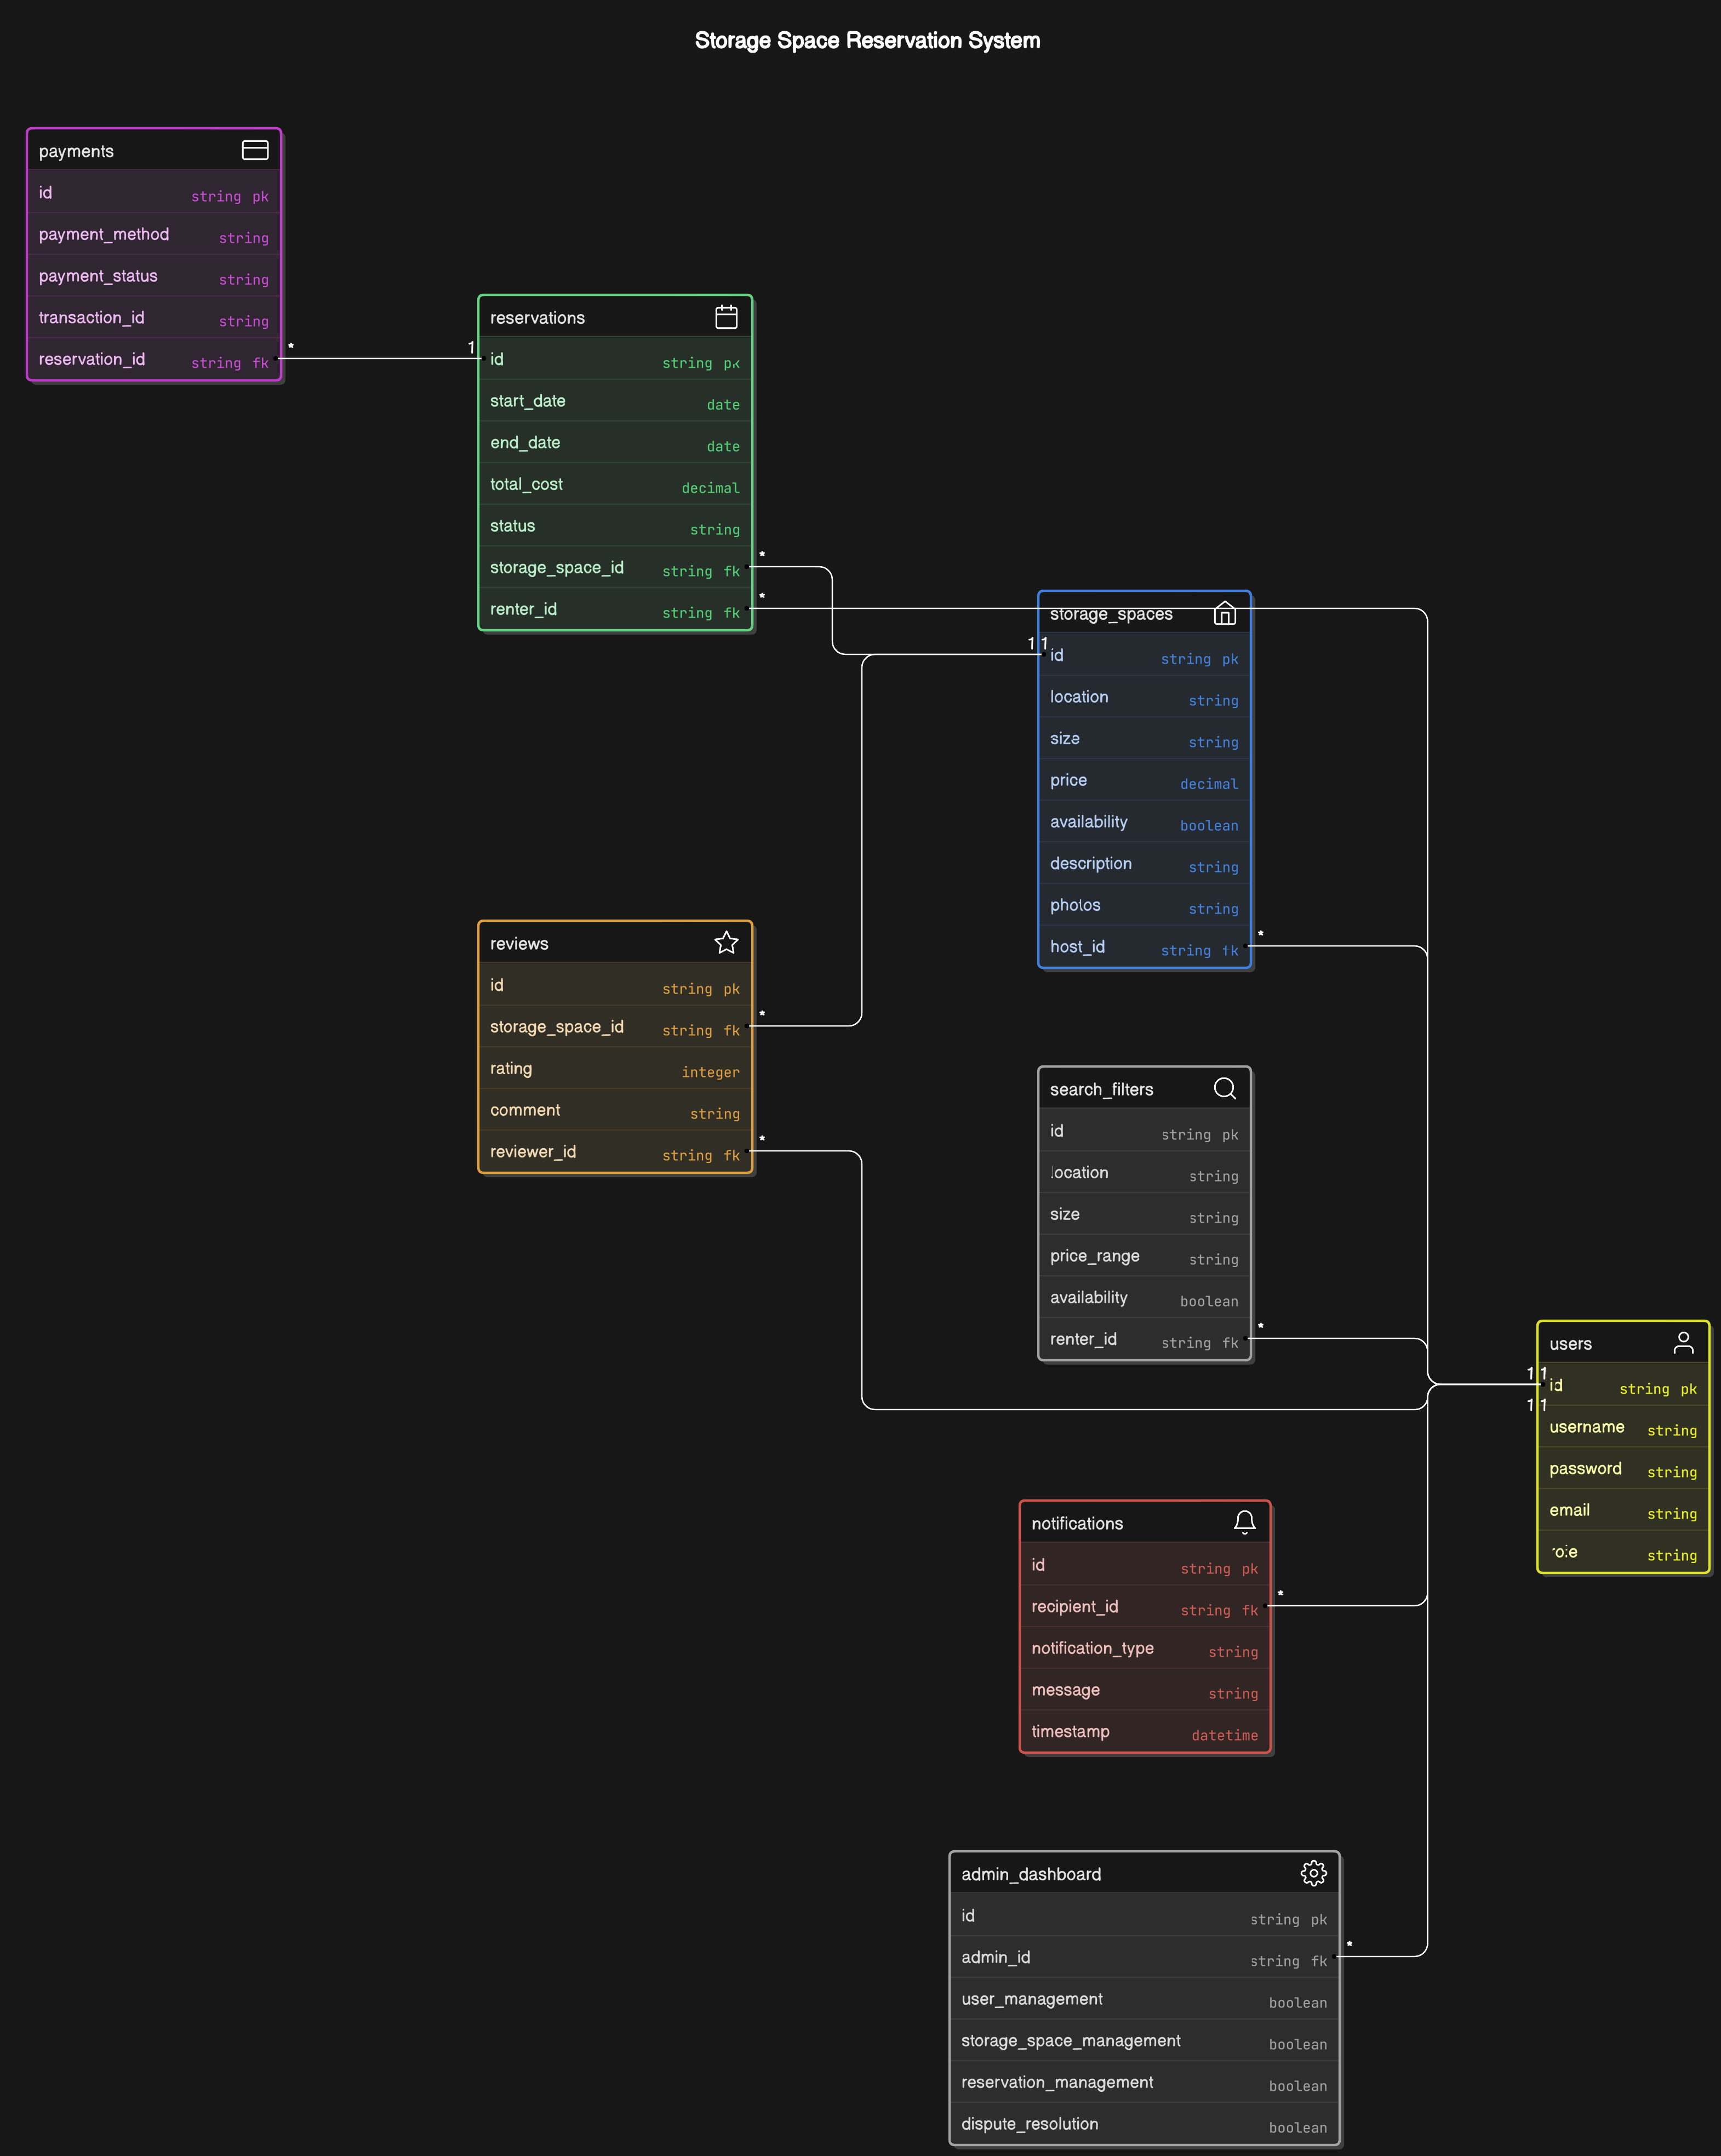 Storage Space Reservation System
payments
id string pk
payment_method string
payment_status string
transaction_id string
reservation_id string fk
* 1
reservations
id string pk
start_date date
end_date date
total_cost decimal
status string
storage_space_id string fk
*
renter_id string fk
*
storage_spaces
1 1
id string pk
location string
size string
price decimal
availability boolean
description string
photos string
host_id string fk
*
reviews
id string pk
storage_space_id string fk
*
rating integer
comment string
reviewer_id string fk
*
search_filters
id string pk
location string
size string
price_range string
availability boolean
renter_id string fk
*
users
1 1
id string pk
1 1
username string
password string
email string
role string
notifications
id string pk
recipient_id string fk
*
notification_type string
message string
timestamp datetime
admin_dashboard
id string pk
admin_id string fk
*
user_management boolean
storage_space_management boolean
reservation_management boolean
dispute_resolution boolean